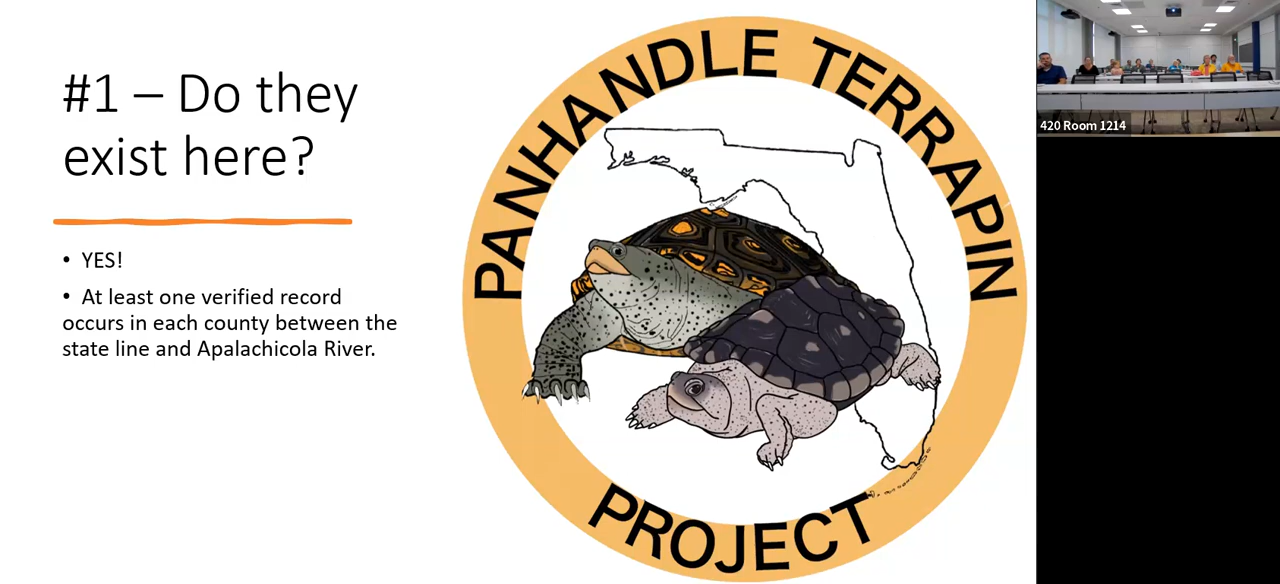 #1 – Do they
exist here?
• YES!
• At least one verified record
occurs in each county between the
state line and Apalachicola River.
PANHANDLE TERRAPIN
PROJECT
420 Room 1214